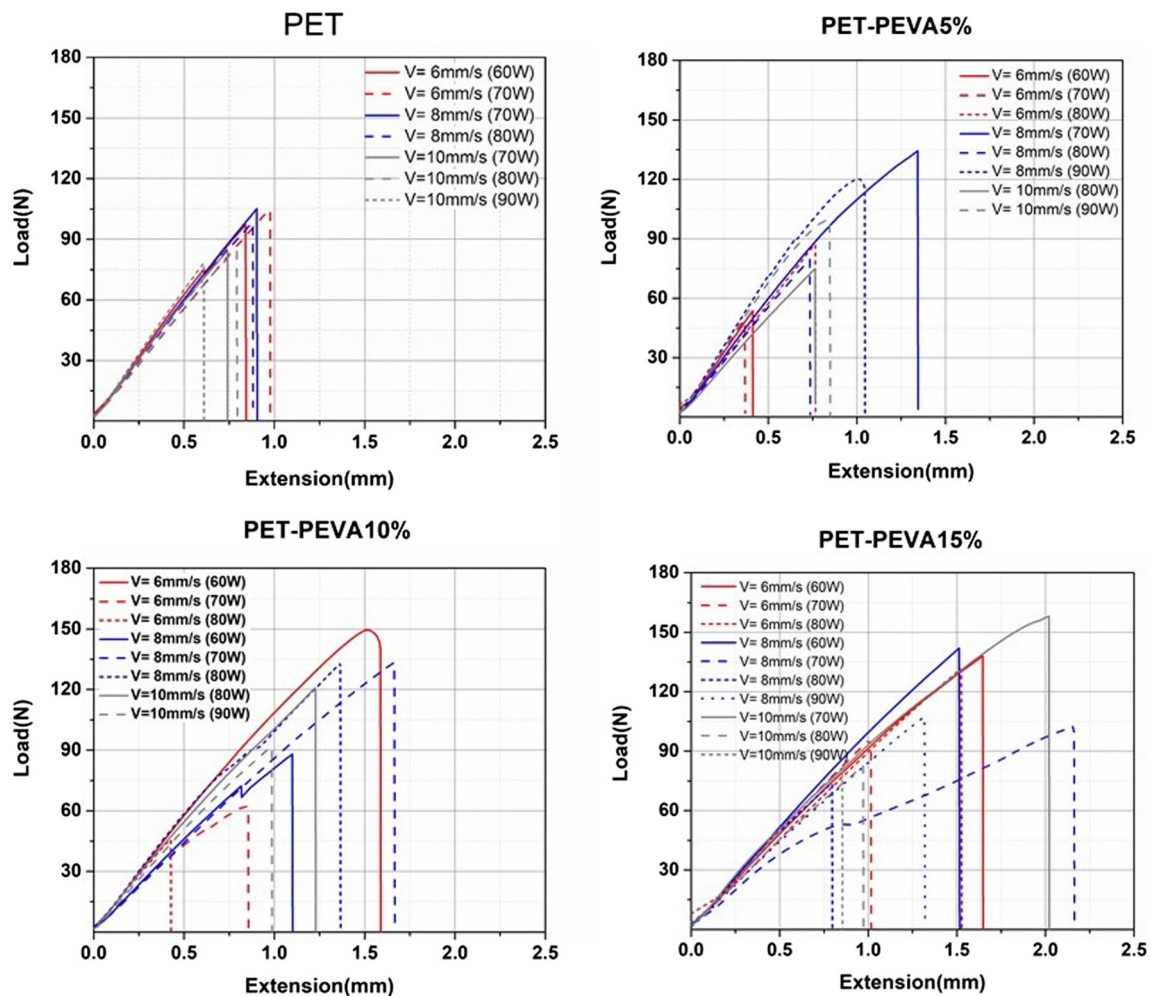 PET
180
150
120
90
60
30
Load(N)
V= 6mm/s (60W)
V= 6mm/s (70W)
V= 8mm/s (70W)
V= 8mm/s (80W)
V=10mm/s (70W)
V=10mm/s (80W)
V=10mm/s (90W)
0.0 0.5 1.0 1.5 2.0 2.5
Extension(mm)
PET-PEVA5%
180
150
120
90
60
30
Load(N)
V= 6mm/s (60W)
V= 6mm/s (70W)
V= 6mm/s (80W)
V= 8mm/s (70W)
V= 8mm/s (80W)
V= 8mm/s (90W)
V= 10mm/s (80W)
V= 10mm/s (90W)
0.0 0.5 1.0 1.5 2.0 2.5
Extension(mm)
PET-PEVA10%
180
150
120
90
60
30
Load(N)
V= 6mm/s (60W)
V= 6mm/s (70W)
V= 6mm/s (80W)
V= 8mm/s (60W)
V= 8mm/s (70W)
V= 8mm/s (80W)
V=10mm/s (80W)
V=10mm/s (90W)
0.0 0.5 1.0 1.5 2.0 2.5
Extension(mm)
PET-PEVA15%
180
150
120
90
60
30
Load(N)
V= 6mm/s (60W)
V= 6mm/s (70W)
V= 6mm/s (80W)
V= 8mm/s (60W)
V= 8mm/s (70W)
V= 8mm/s (80W)
V= 8mm/s (90W)
V=10mm/s (70W)
V=10mm/s (80W)
V=10mm/s (90W)
0.0 0.5 1.0 1.5 2.0 2.5
Extension(mm)